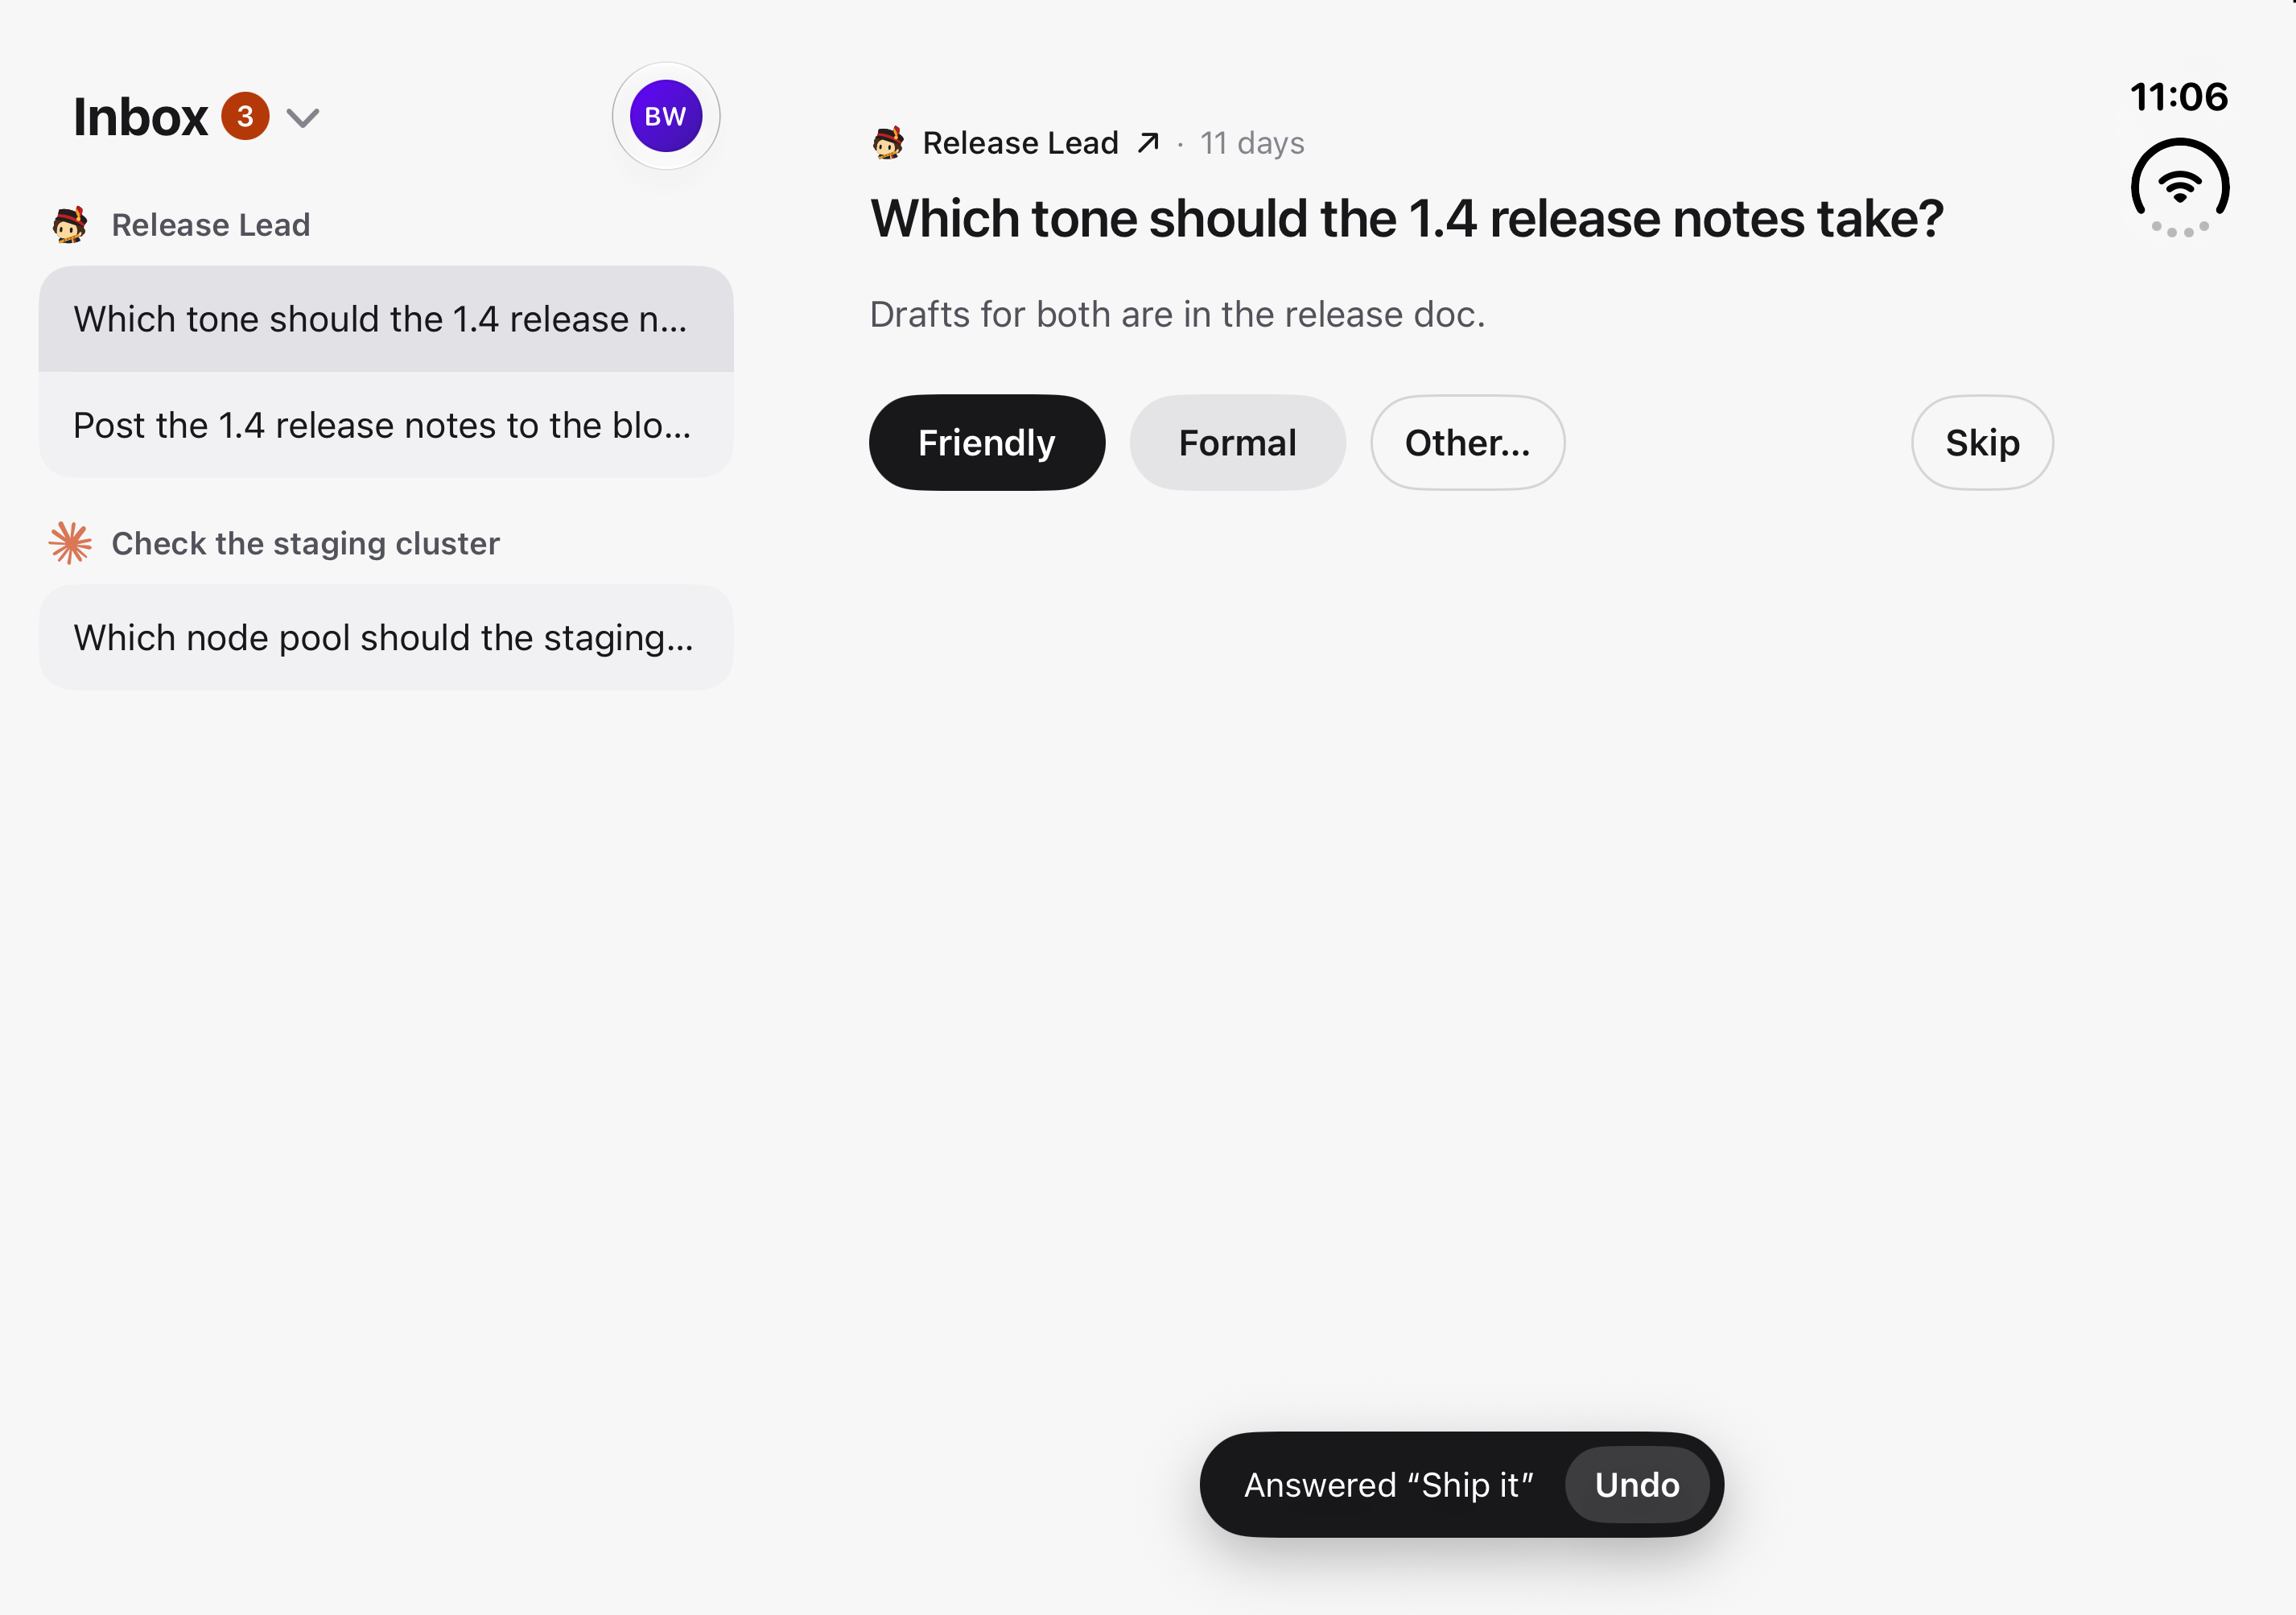 Inbox 3
BW
Release Lead
Which tone should the 1.4 release n...
Post the 1.4 release notes to the blo...
Check the staging cluster
Which node pool should the staging...
11:06
Release Lead · 11 days
Which tone should the 1.4 release notes take?
Drafts for both are in the release doc.
Friendly Formal Other... Skip
Answered “Ship it” Undo